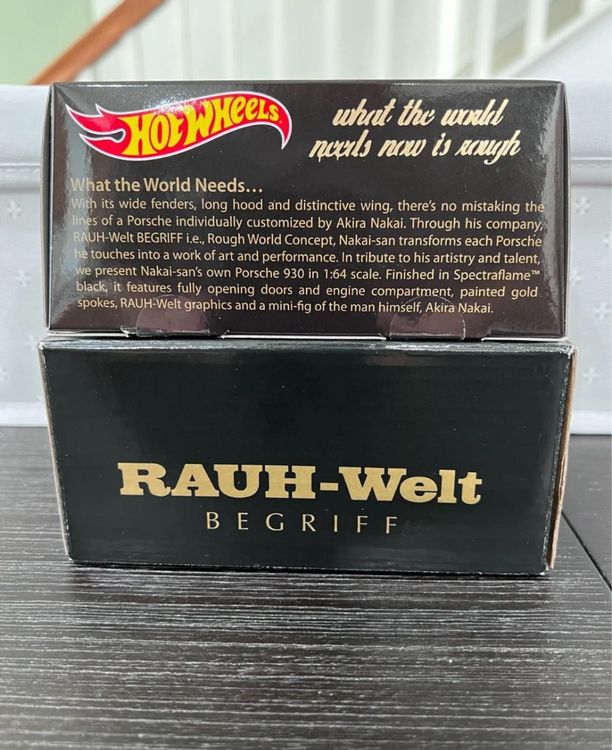 HOT WHEELS
what the world
needs now is rough
What the World Needs...
With its wide fenders, long hood and distinctive wing, there's no mistaking the
lines of a Porsche individually customized by Akira Nakai. Through his company,
RAUH-Welt BEGRIFF i.e., Rough World Concept, Nakai-san transforms each Porsche
he touches into a work of art and performance. In tribute to his artistry and talent,
we present Nakai-san's own Porsche 930 in 1:64 scale. Finished in Spectraflame™
black, it features fully opening doors and engine compartment, painted gold
spokes, RAUH-Welt graphics and a mini-fig of the man himself, Akira Nakai.
RAUH-Welt
BEGRIFF